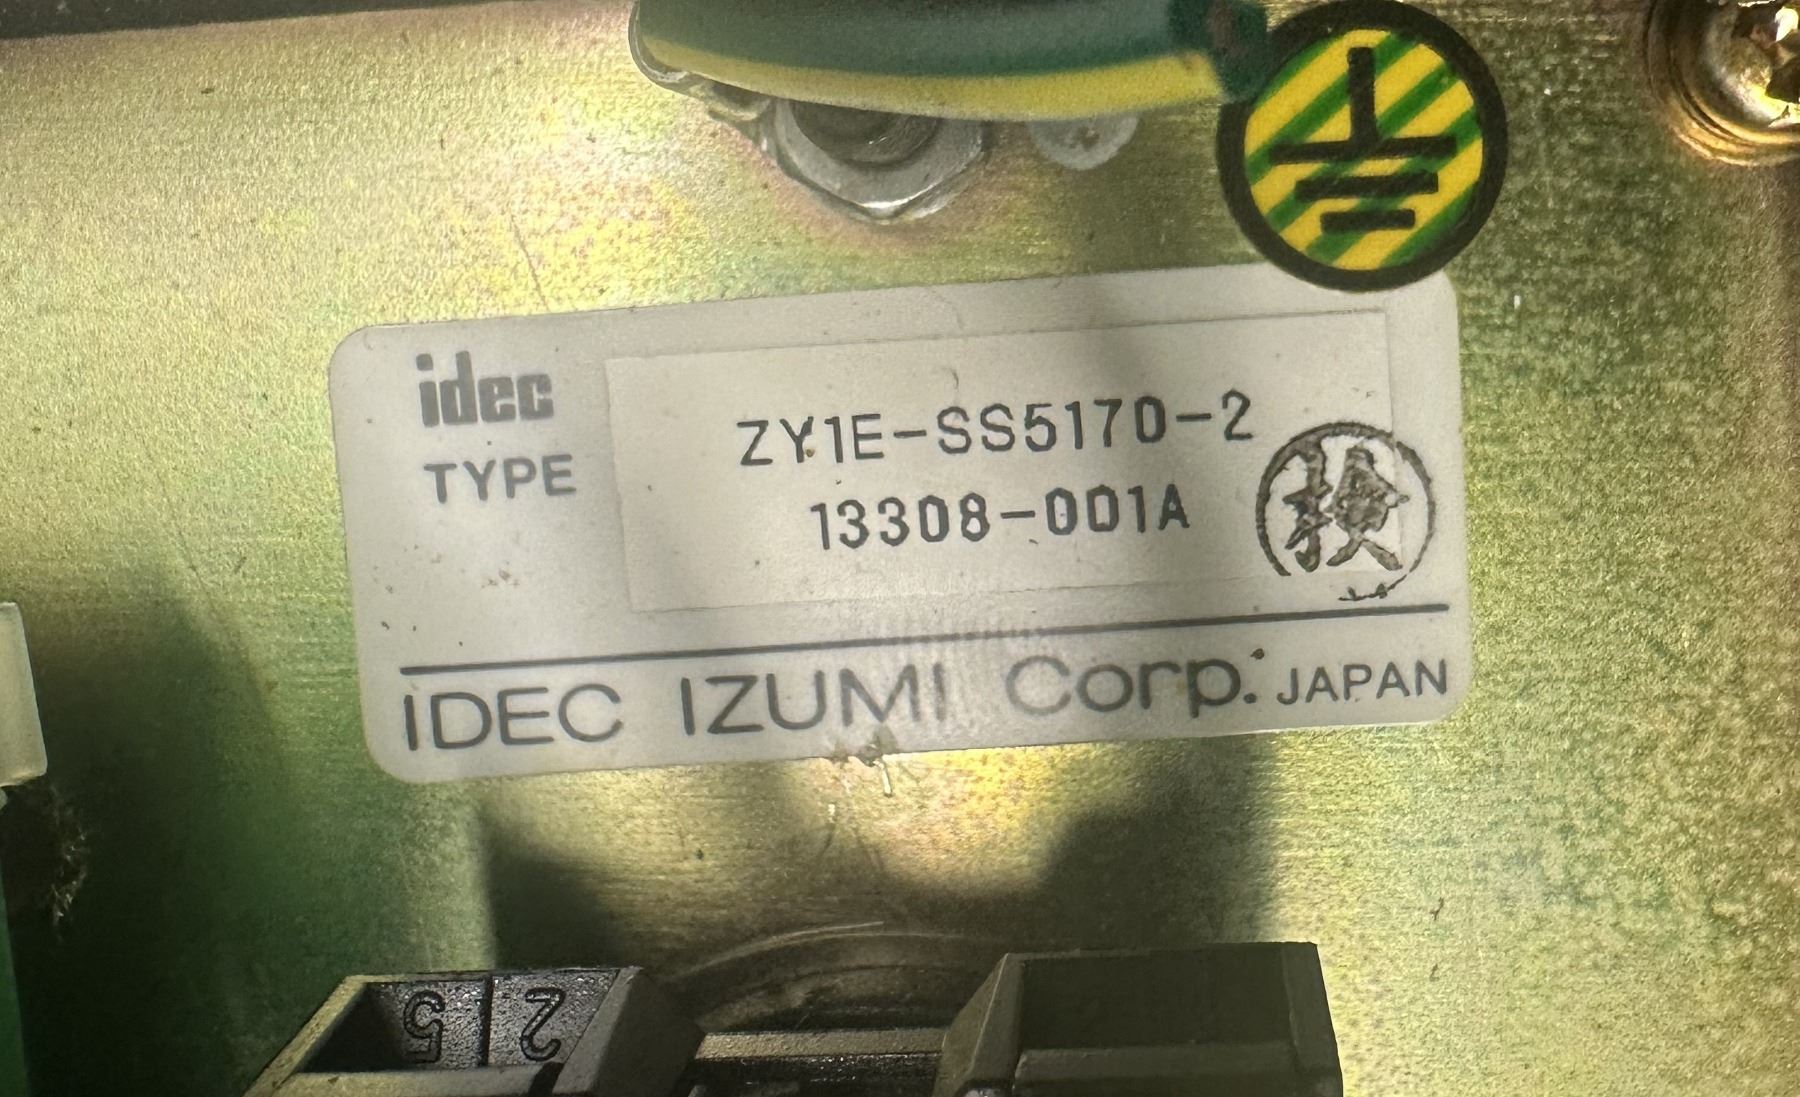 idec
TYPE
ZY1E-SS5170-2
13308-001A
検
IDEC IZUMI Corp. JAPAN
5 2